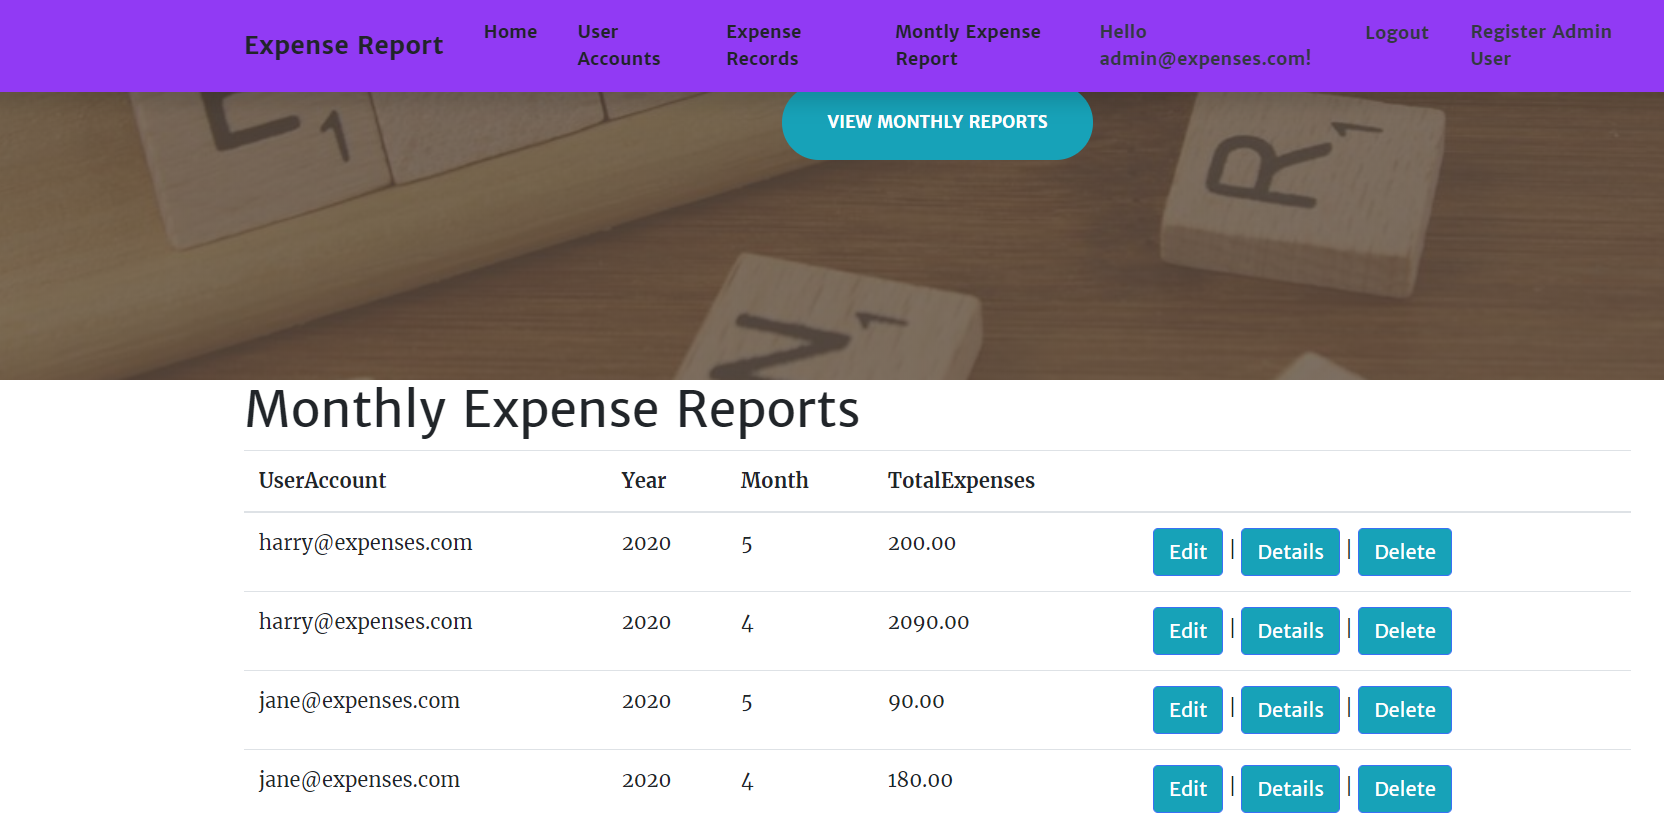 Expense Report
Home
User
Accounts
Expense
Records
Montly Expense
Report
Hello
admin@expenses.com!
Logout
Register Admin
User
VIEW MONTHLY REPORTS
1
R1
N1
Monthly Expense Reports
UserAccount Year Month TotalExpenses
harry@expenses.com 2020 5 200.00 Edit | Details | Delete
harry@expenses.com 2020 4 2090.00 Edit | Details | Delete
jane@expenses.com 2020 5 90.00 Edit | Details | Delete
jane@expenses.com 2020 4 180.00 Edit | Details | Delete